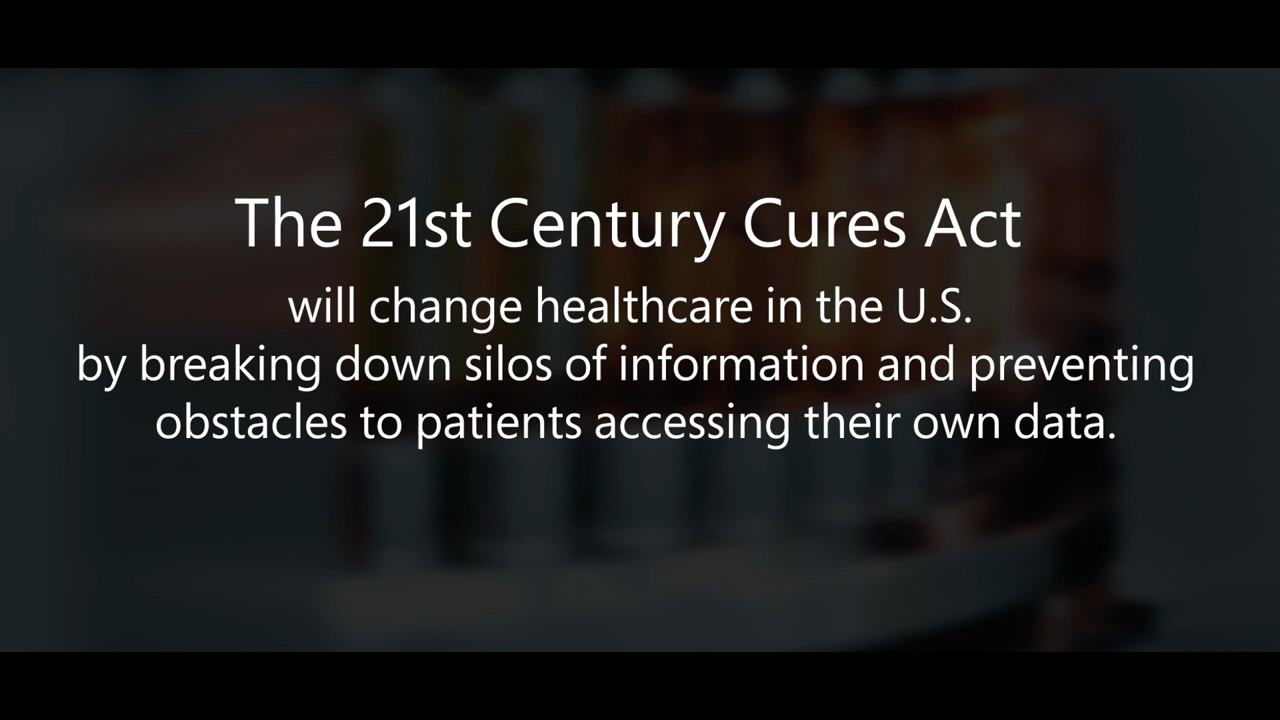 The 21st Century Cures Act
will change healthcare in the U.S.
by breaking down silos of information and preventing
obstacles to patients accessing their own data.